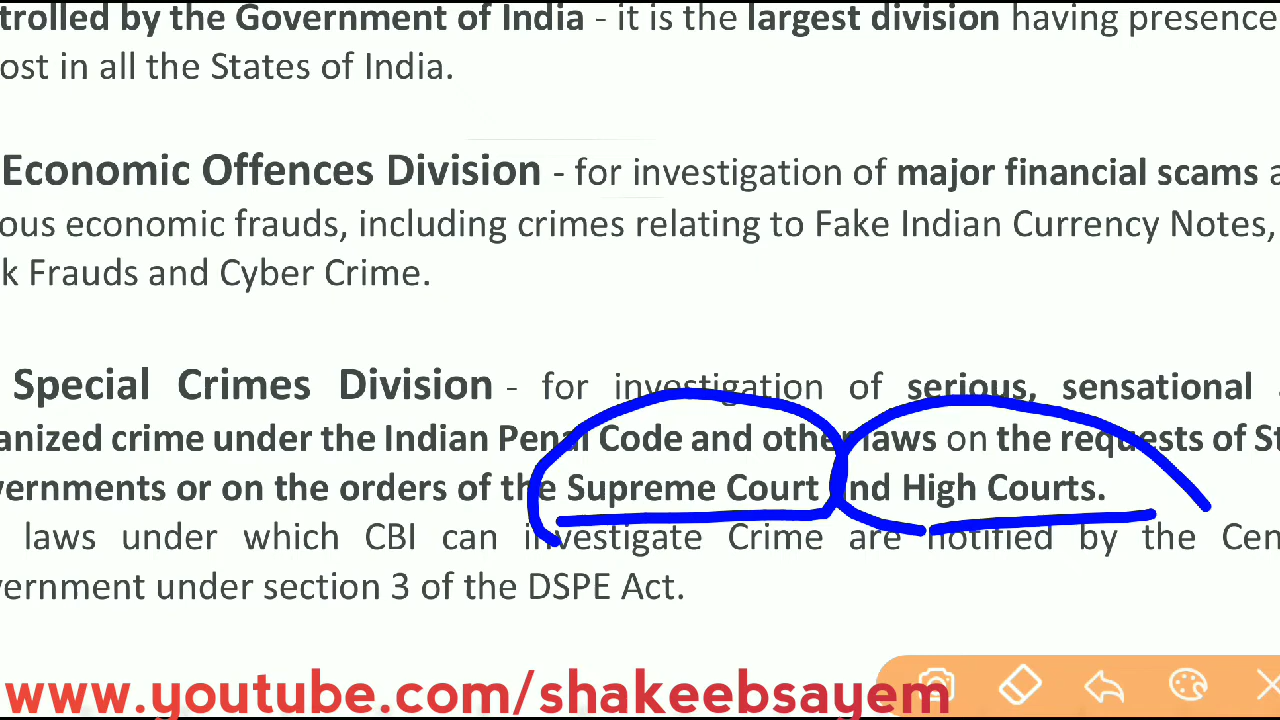 trolled by the Government of India - it is the largest division having presence
ost in all the States of India.
Economic Offences Division - for investigation of major financial scams a
ous economic frauds, including crimes relating to Fake Indian Currency Notes,
k Frauds and Cyber Crime.
Special Crimes Division - for investigation of serious, sensational
anized crime under the Indian Penal Code and other laws on the requests of St
vernments or on the orders of the Supreme Court and High Courts.
laws under which CBI can investigate Crime are notified by the Cen
vernment under section 3 of the DSPE Act.
www.youtube.com/shakeebsayem